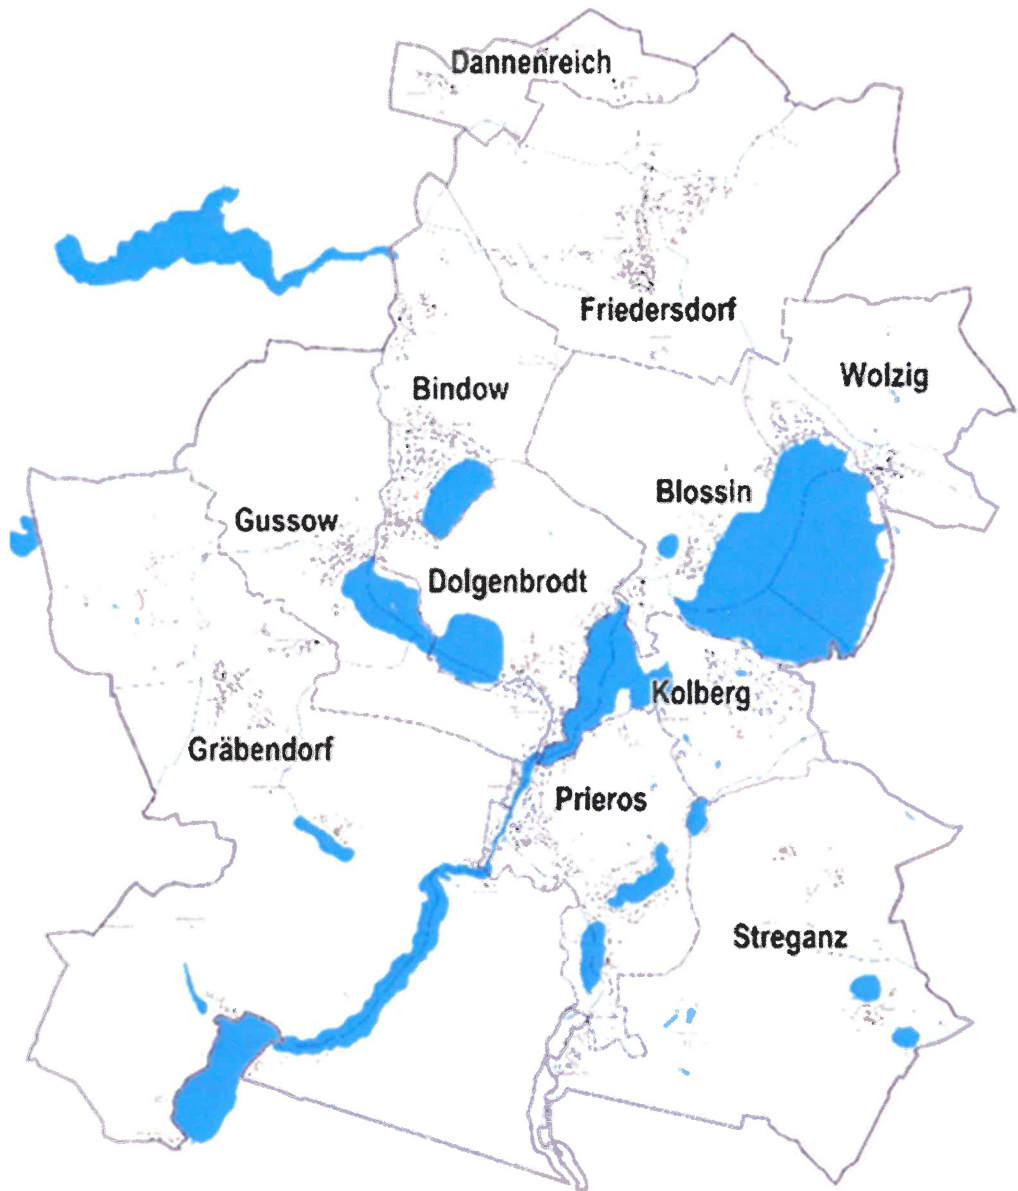 Dannenreich
Friedersdorf
Wolzig
Bindow
Blossin
Gussow
Dolgenbrodt
Kolberg
Gräbendorf
Prieros
Streganz